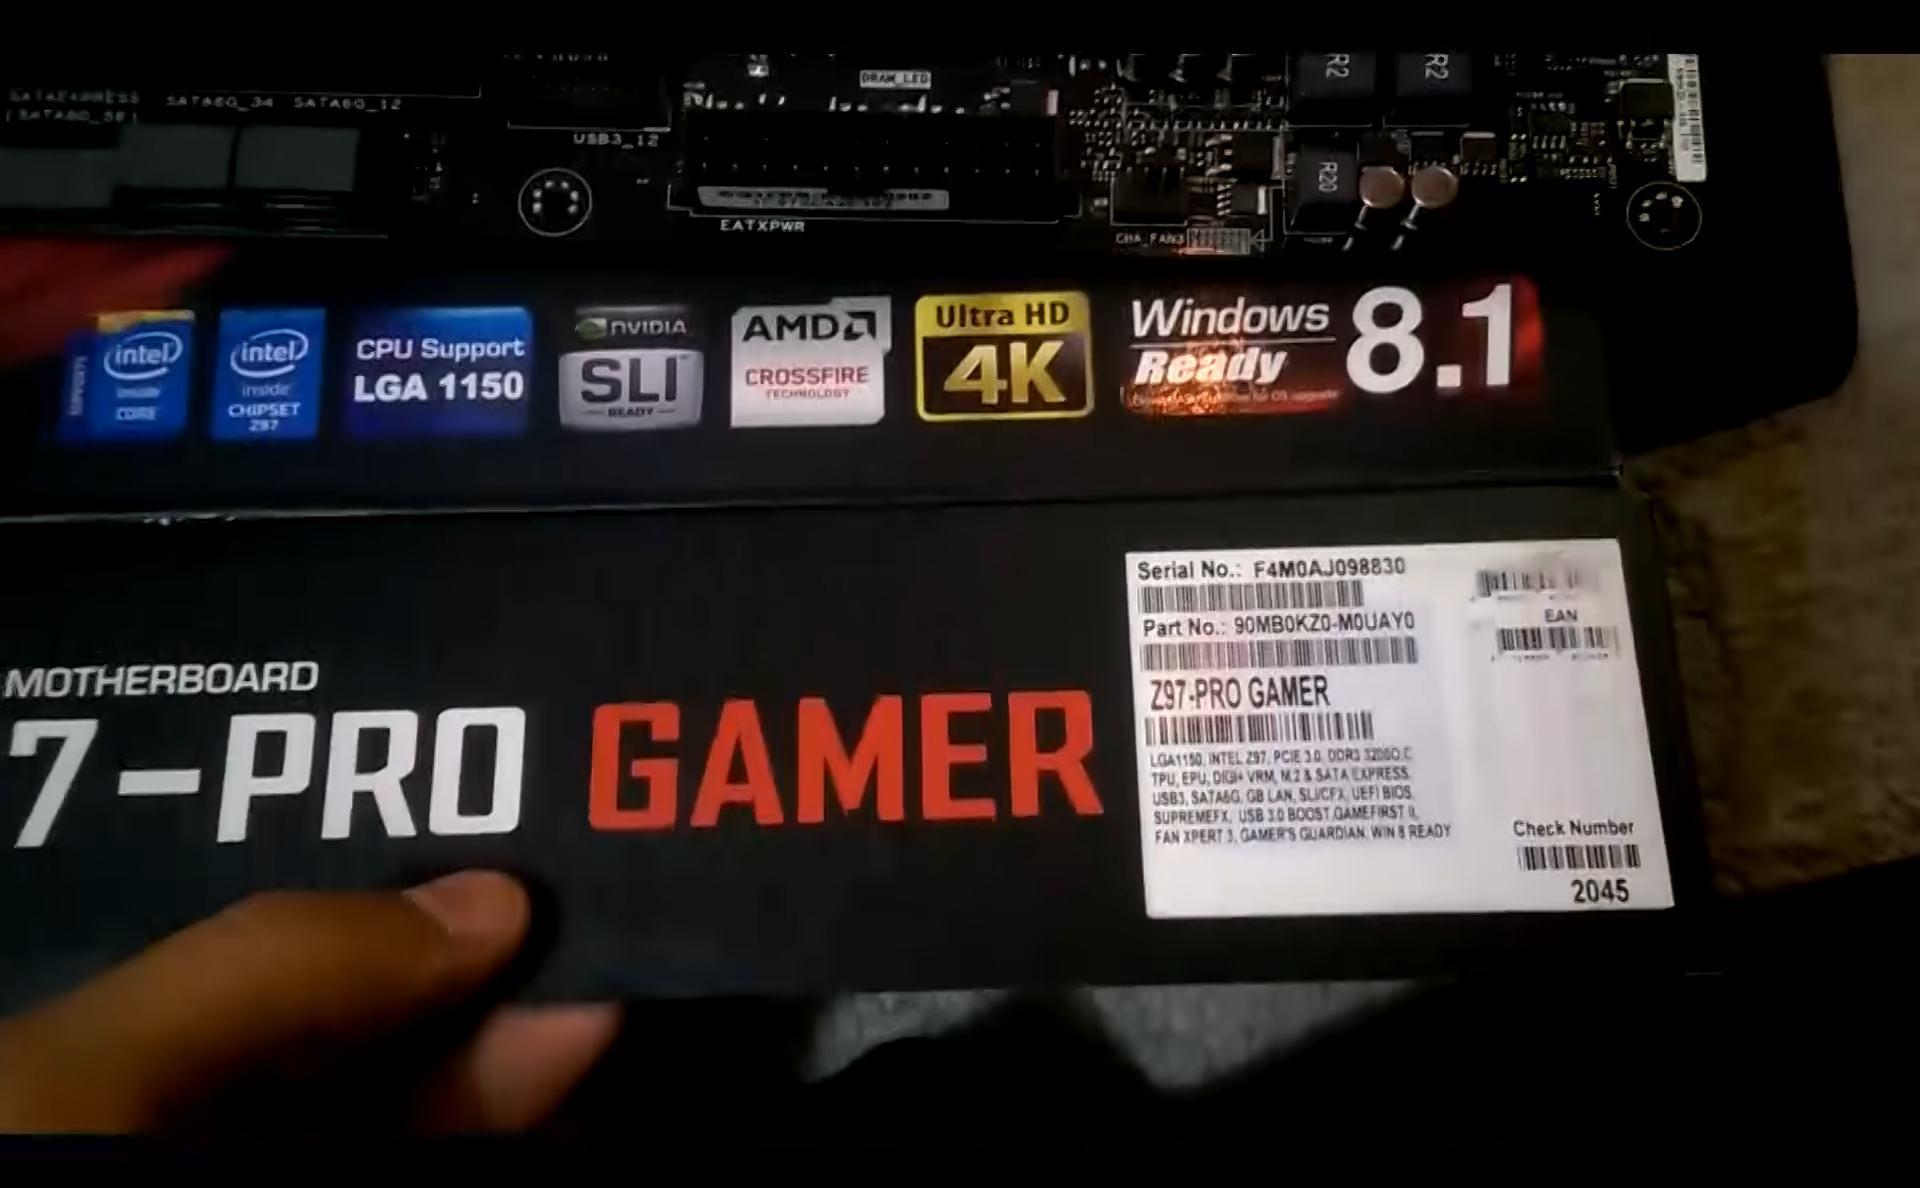 SATAEXPRESS SATA6G_34 SATA6G_12
DRAM_LED
R2
R2
USB3_12
R20
EATXPWR
CHA_FAN3
intel
inside
CORE
intel
inside
CHIPSET
Z97
CPU Support
LGA 1150
NVIDIA
SLI
READY
AMD
CROSSFIRE
TECHNOLOGY
Ultra HD
4K
Windows
Ready
8.1
MOTHERBOARD
7-PRO GAMER
Serial No.: F4M0AJ098830
Part No.: 90MB0KZ0-M0UAY0
Z97-PRO GAMER
LGA1150, INTEL Z97, PCIE 3.0, DDR3 3200O.C
TPU, EPU, DIGI+ VRM, M.2 & SATA EXPRESS,
USB3, SATA6G, GB LAN, SLI/CFX, UEFI BIOS,
SUPREMEFX, USB 3.0 BOOST,GAMEFIRST II,
FAN XPERT 3, GAMER'S GUARDIAN, WIN 8 READY
EAN
Check Number
2045